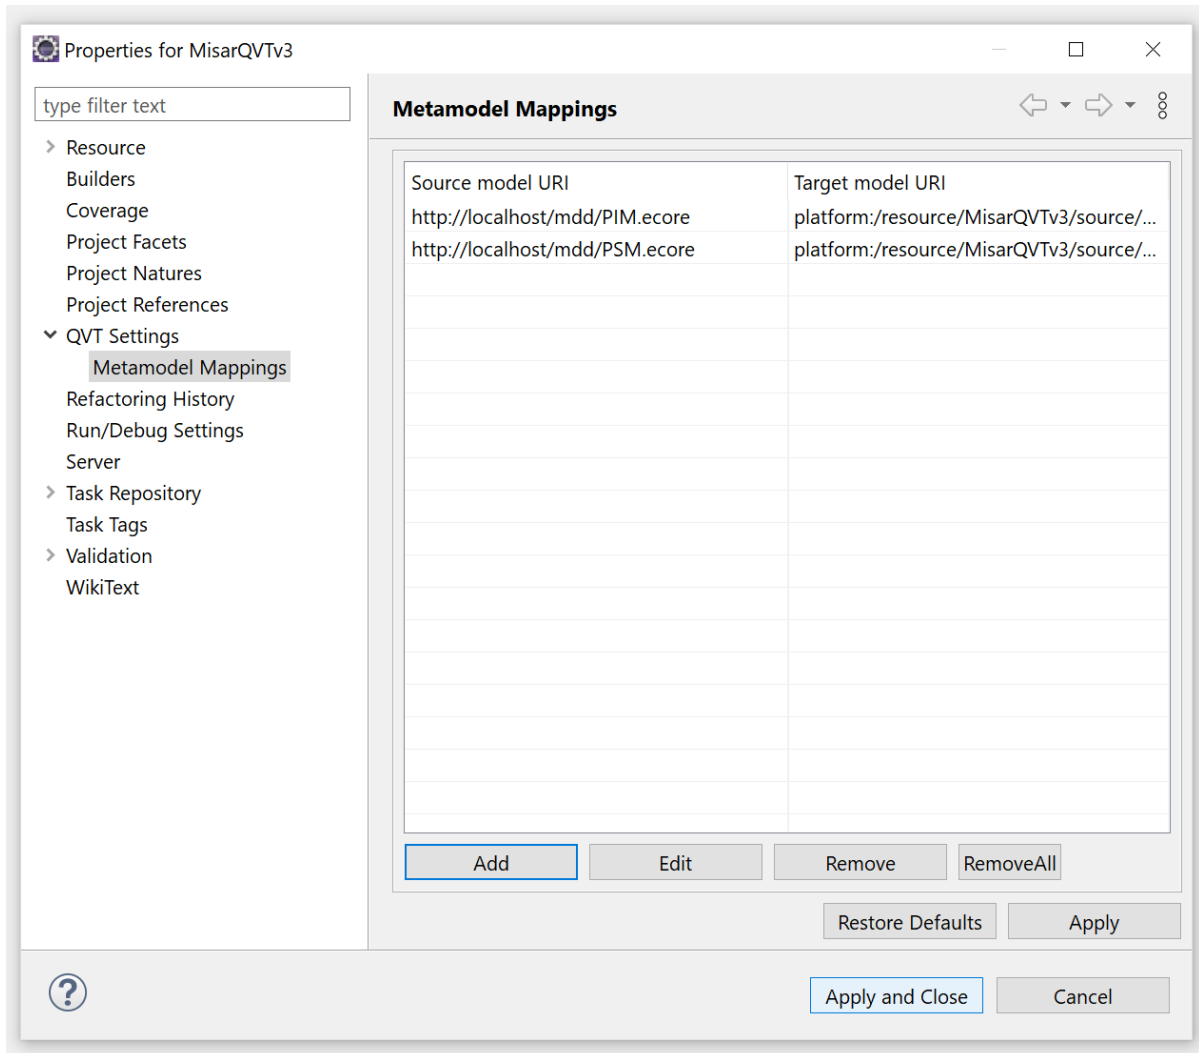 Properties for MisarQVTv3
type filter text
Resource
Builders
Coverage
Project Facets
Project Natures
Project References
QVT Settings
Metamodel Mappings
Refactoring History
Run/Debug Settings
Server
Task Repository
Task Tags
Validation
WikiText
Metamodel Mappings
Source model URI Target model URI
http://localhost/mdd/PIM.ecore platform:/resource/MisarQVTv3/source/...
http://localhost/mdd/PSM.ecore platform:/resource/MisarQVTv3/source/...
Add Edit Remove RemoveAll
Restore Defaults Apply
? Apply and Close Cancel